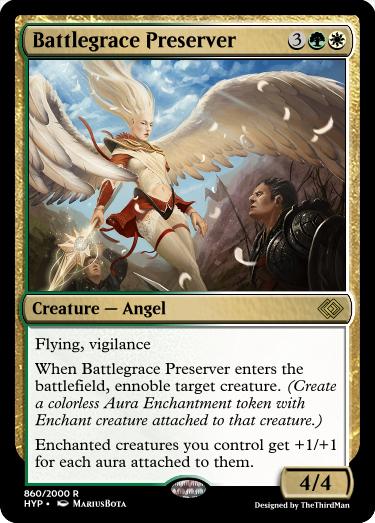 Battlegrace Preserver 3
Creature — Angel
Flying, vigilance
When Battlegrace Preserver enters the
battlefield, ennoble target creature. (Create
a colorless Aura Enchantment token with
Enchant creature attached to that creature.)
Enchanted creatures you control get +1/+1
for each aura attached to them.
4/4
860/2000 R
HYP • MariusBota
Designed by TheThirdMan